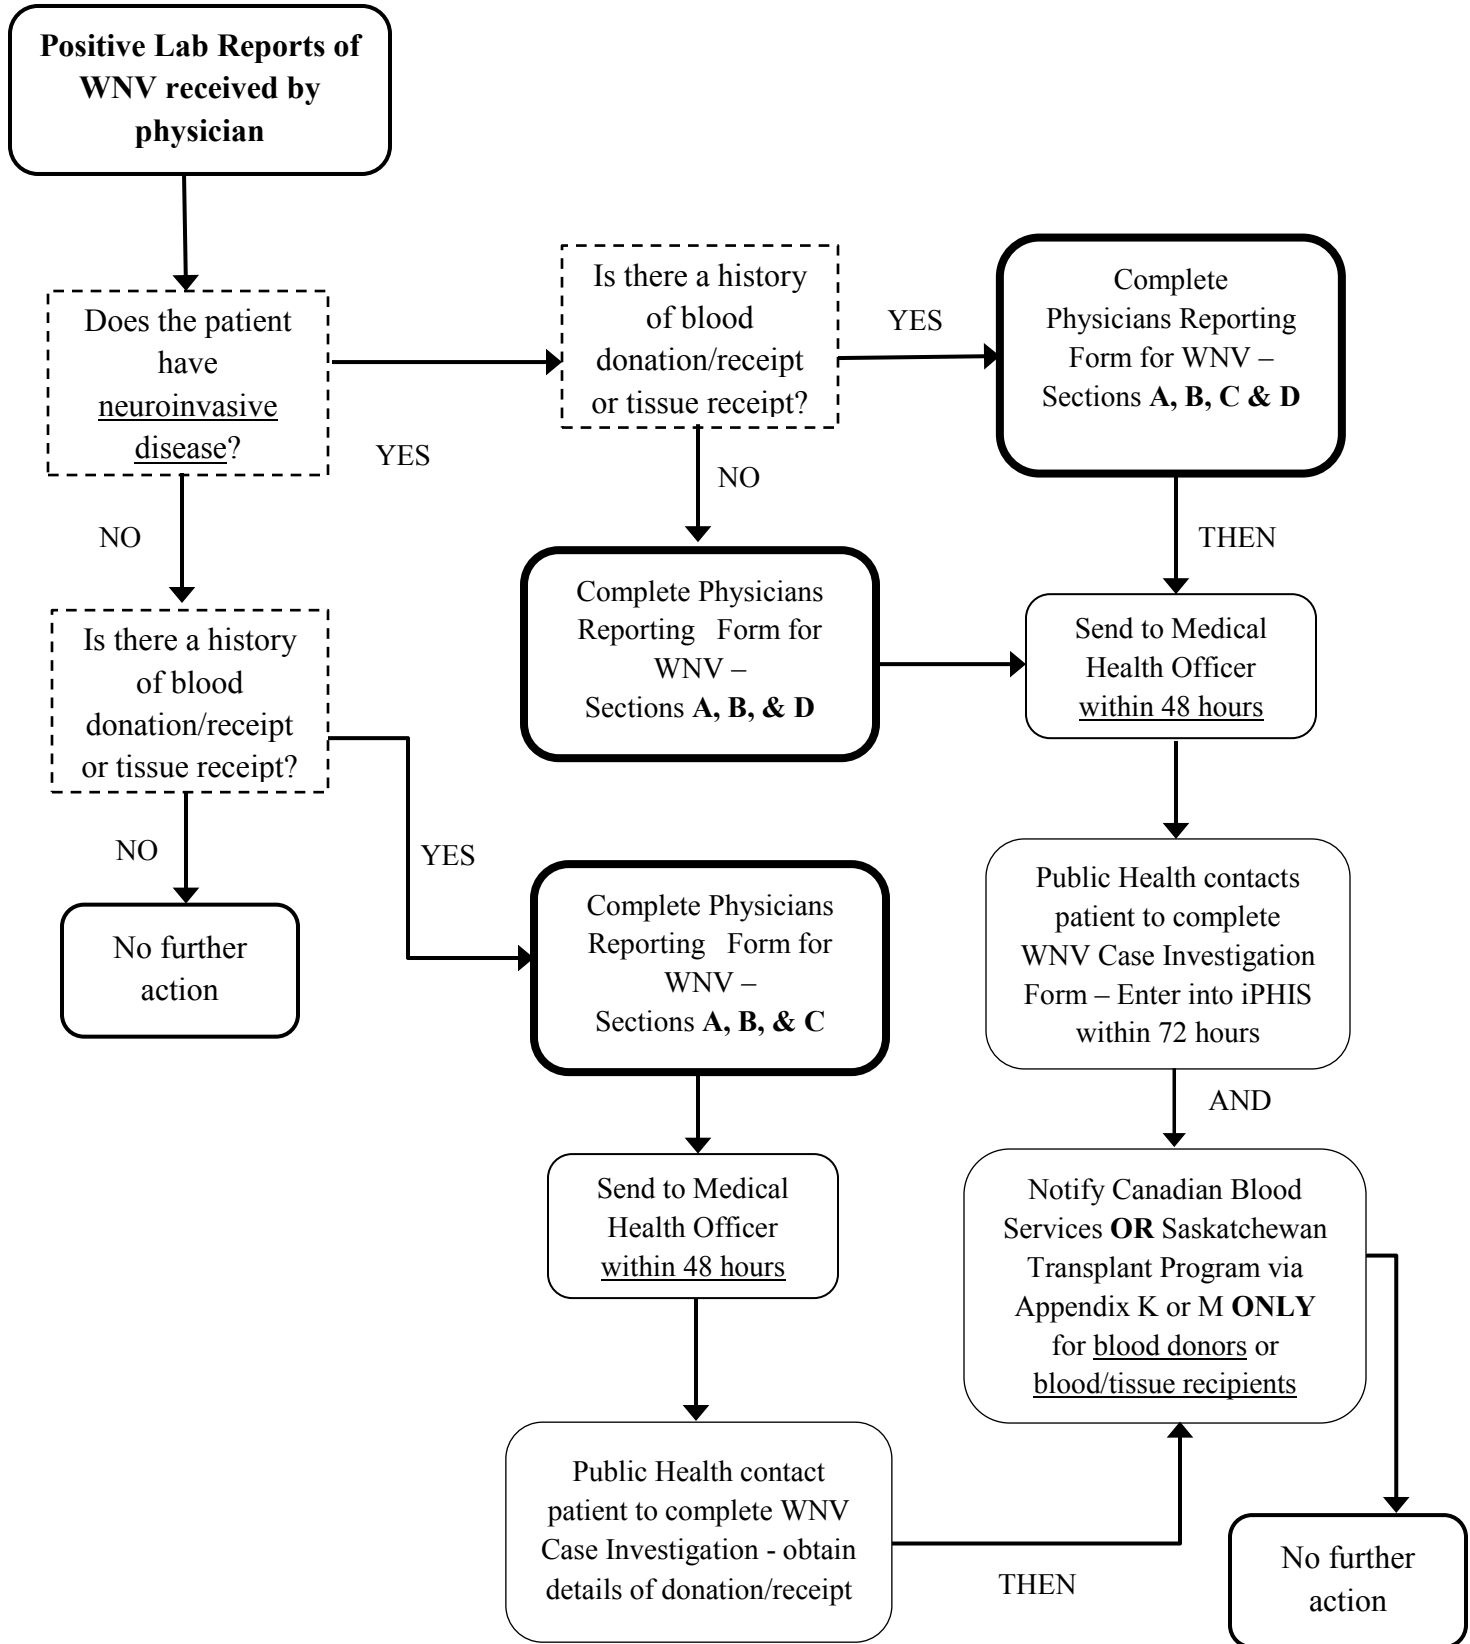 Positive Lab Reports of
WNV received by
physician
Does the patient
have
neuroinvasive
disease?
YES
NO
Is there a history
of blood
donation/receipt
or tissue receipt?
YES
NO
Complete
Physicians Reporting
Form for WNV –
Sections A, B, C & D
THEN
Complete Physicians
Reporting Form for
WNV –
Sections A, B, & D
Send to Medical
Health Officer
within 48 hours
Is there a history
of blood
donation/receipt
or tissue receipt?
NO
YES
No further
action
Complete Physicians
Reporting Form for
WNV –
Sections A, B, & C
Public Health contacts
patient to complete
WNV Case Investigation
Form – Enter into iPHIS
within 72 hours
AND
Send to Medical
Health Officer
within 48 hours
Notify Canadian Blood
Services OR Saskatchewan
Transplant Program via
Appendix K or M ONLY
for blood donors or
blood/tissue recipients
Public Health contact
patient to complete WNV
Case Investigation - obtain
details of donation/receipt
THEN
No further
action